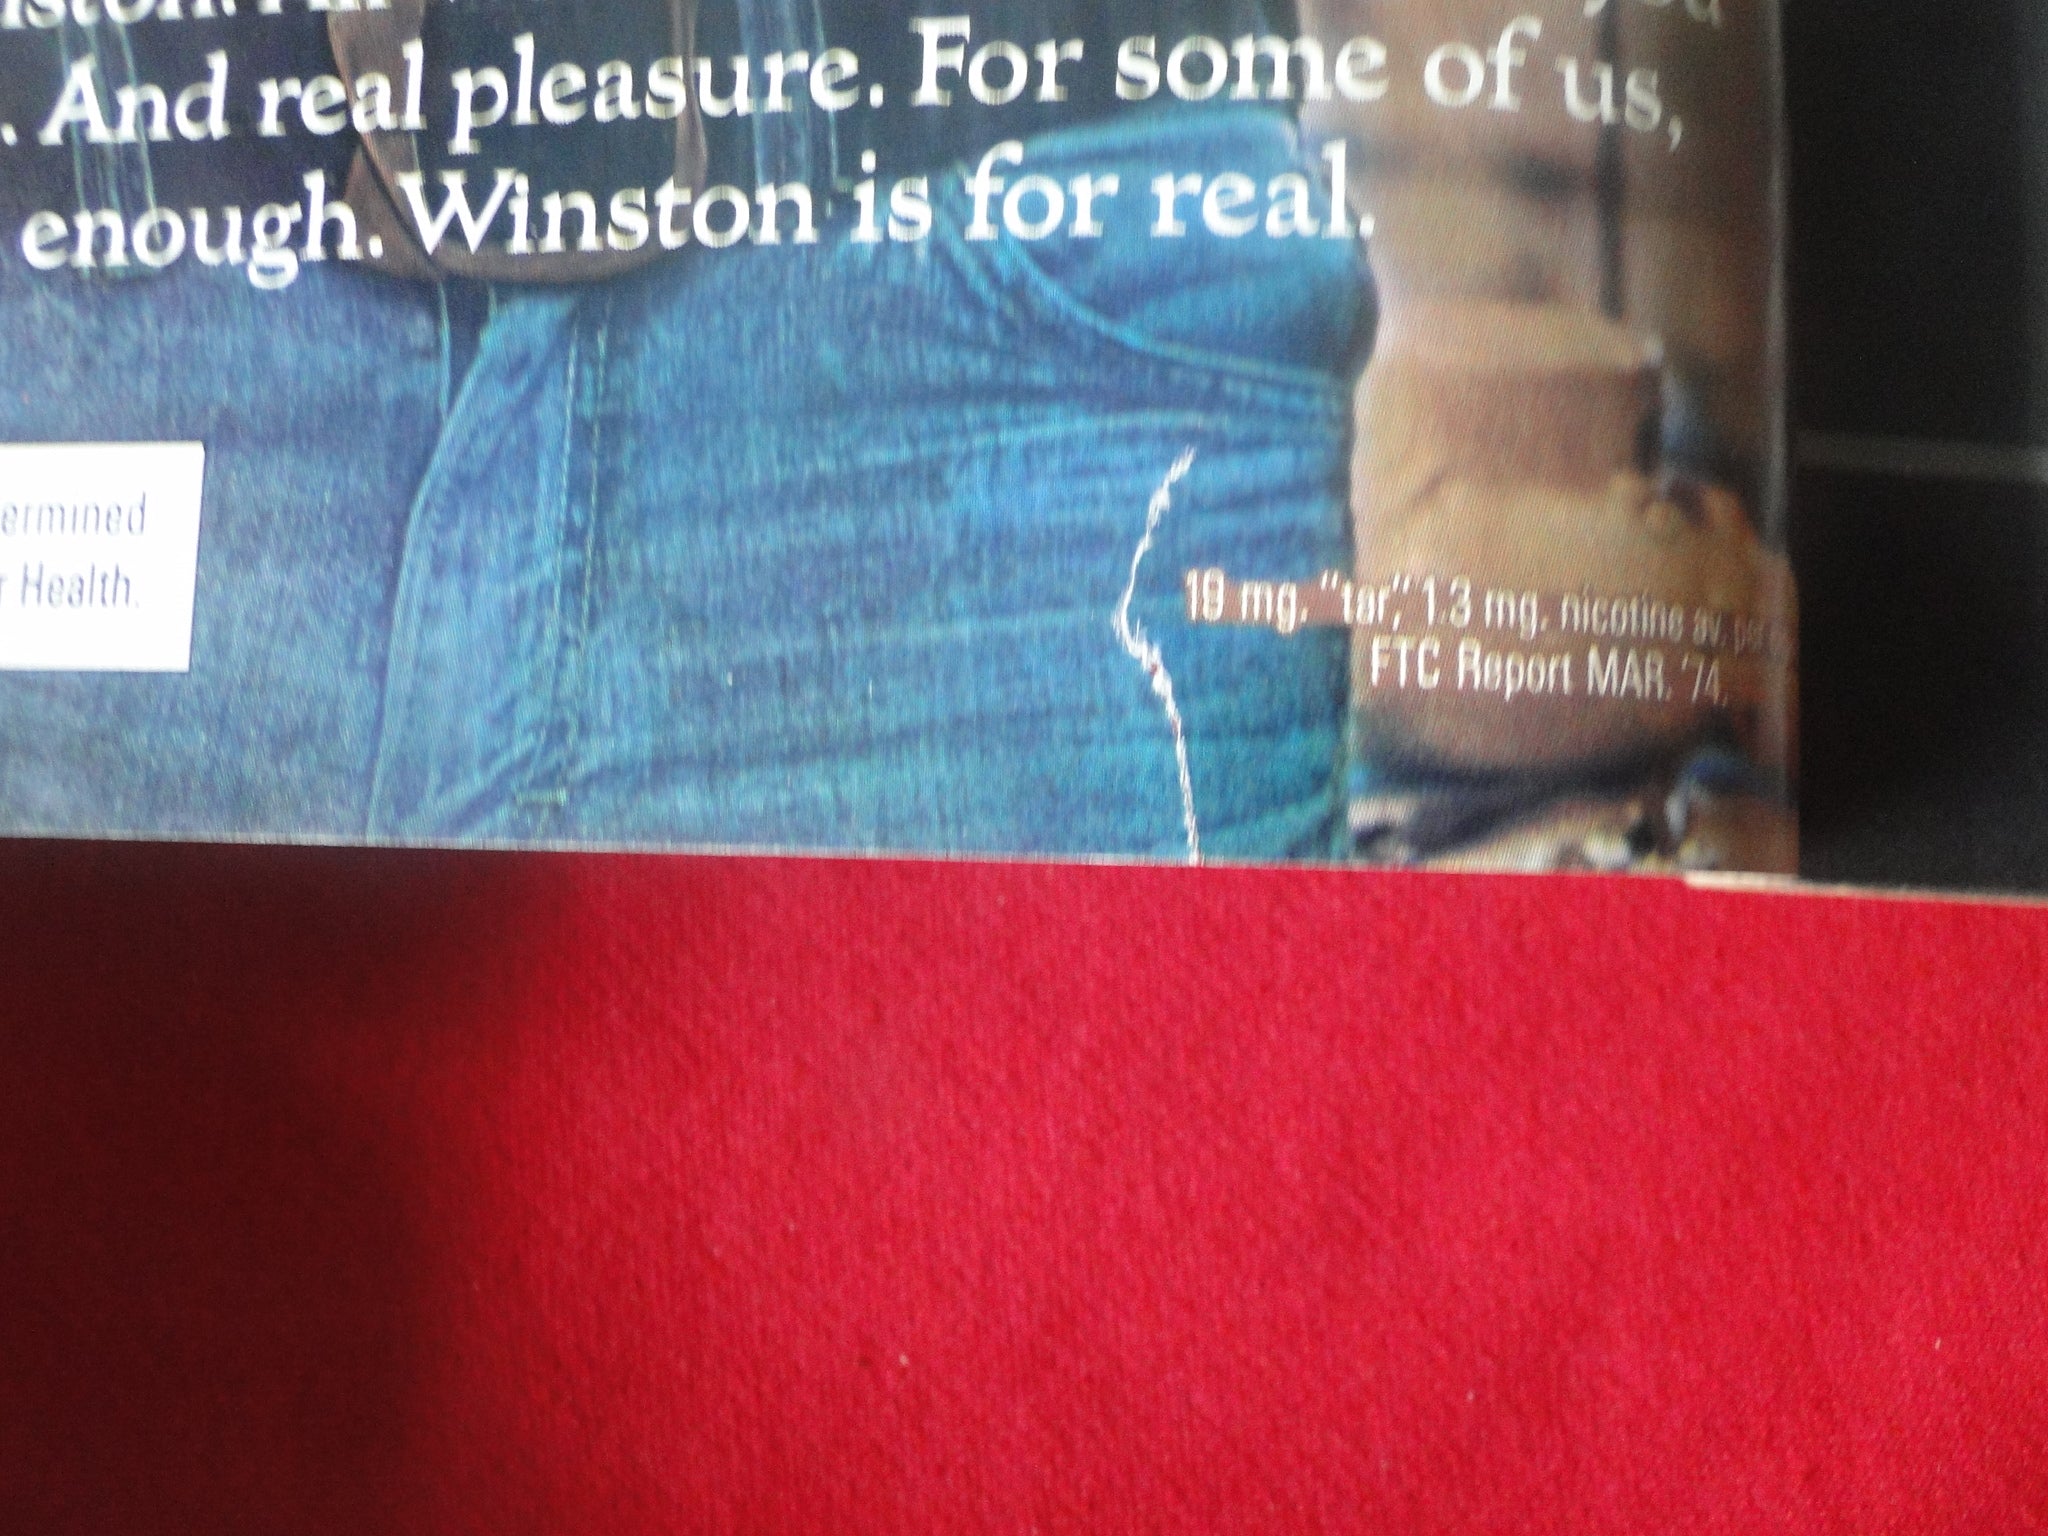 . And real pleasure. For some of us,
enough. Winston is for real.
ermined
r Health.
19 mg. "tar," 1.3 mg. nicotine av. per
FTC Report MAR. '74.